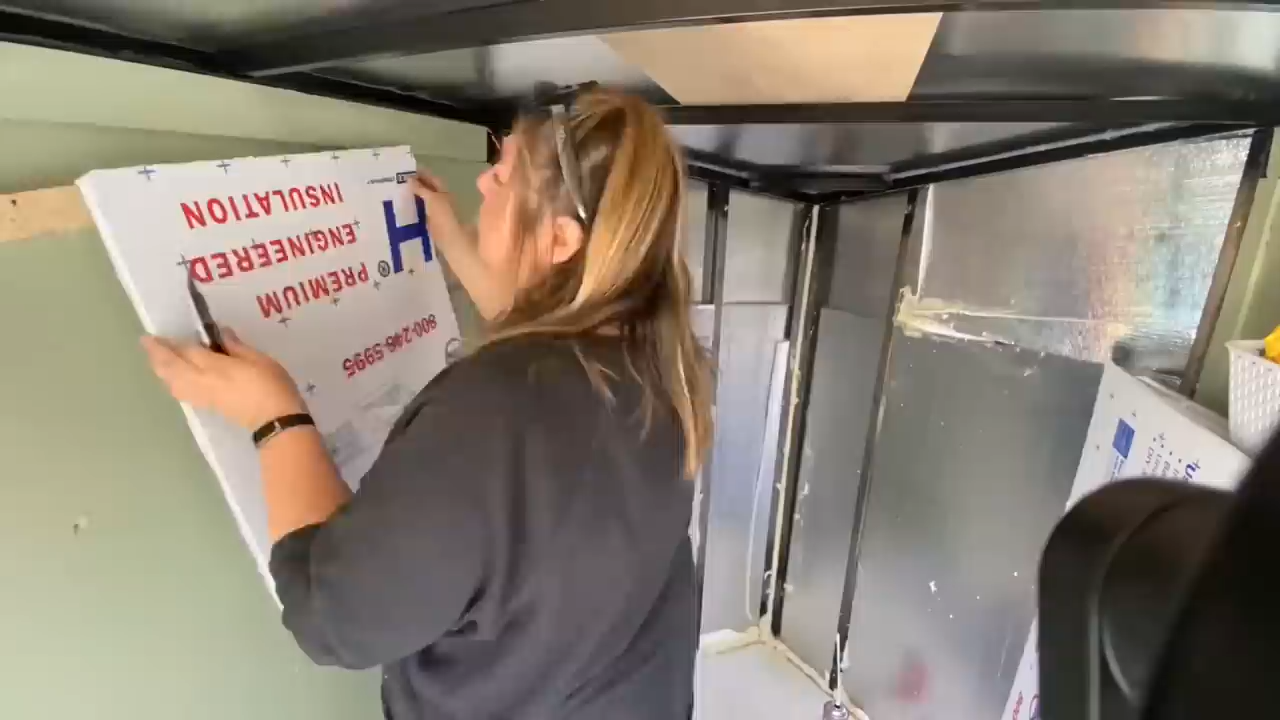 H
PREMIUM
ENGINEERED
INSULATION
®
800-246-5995